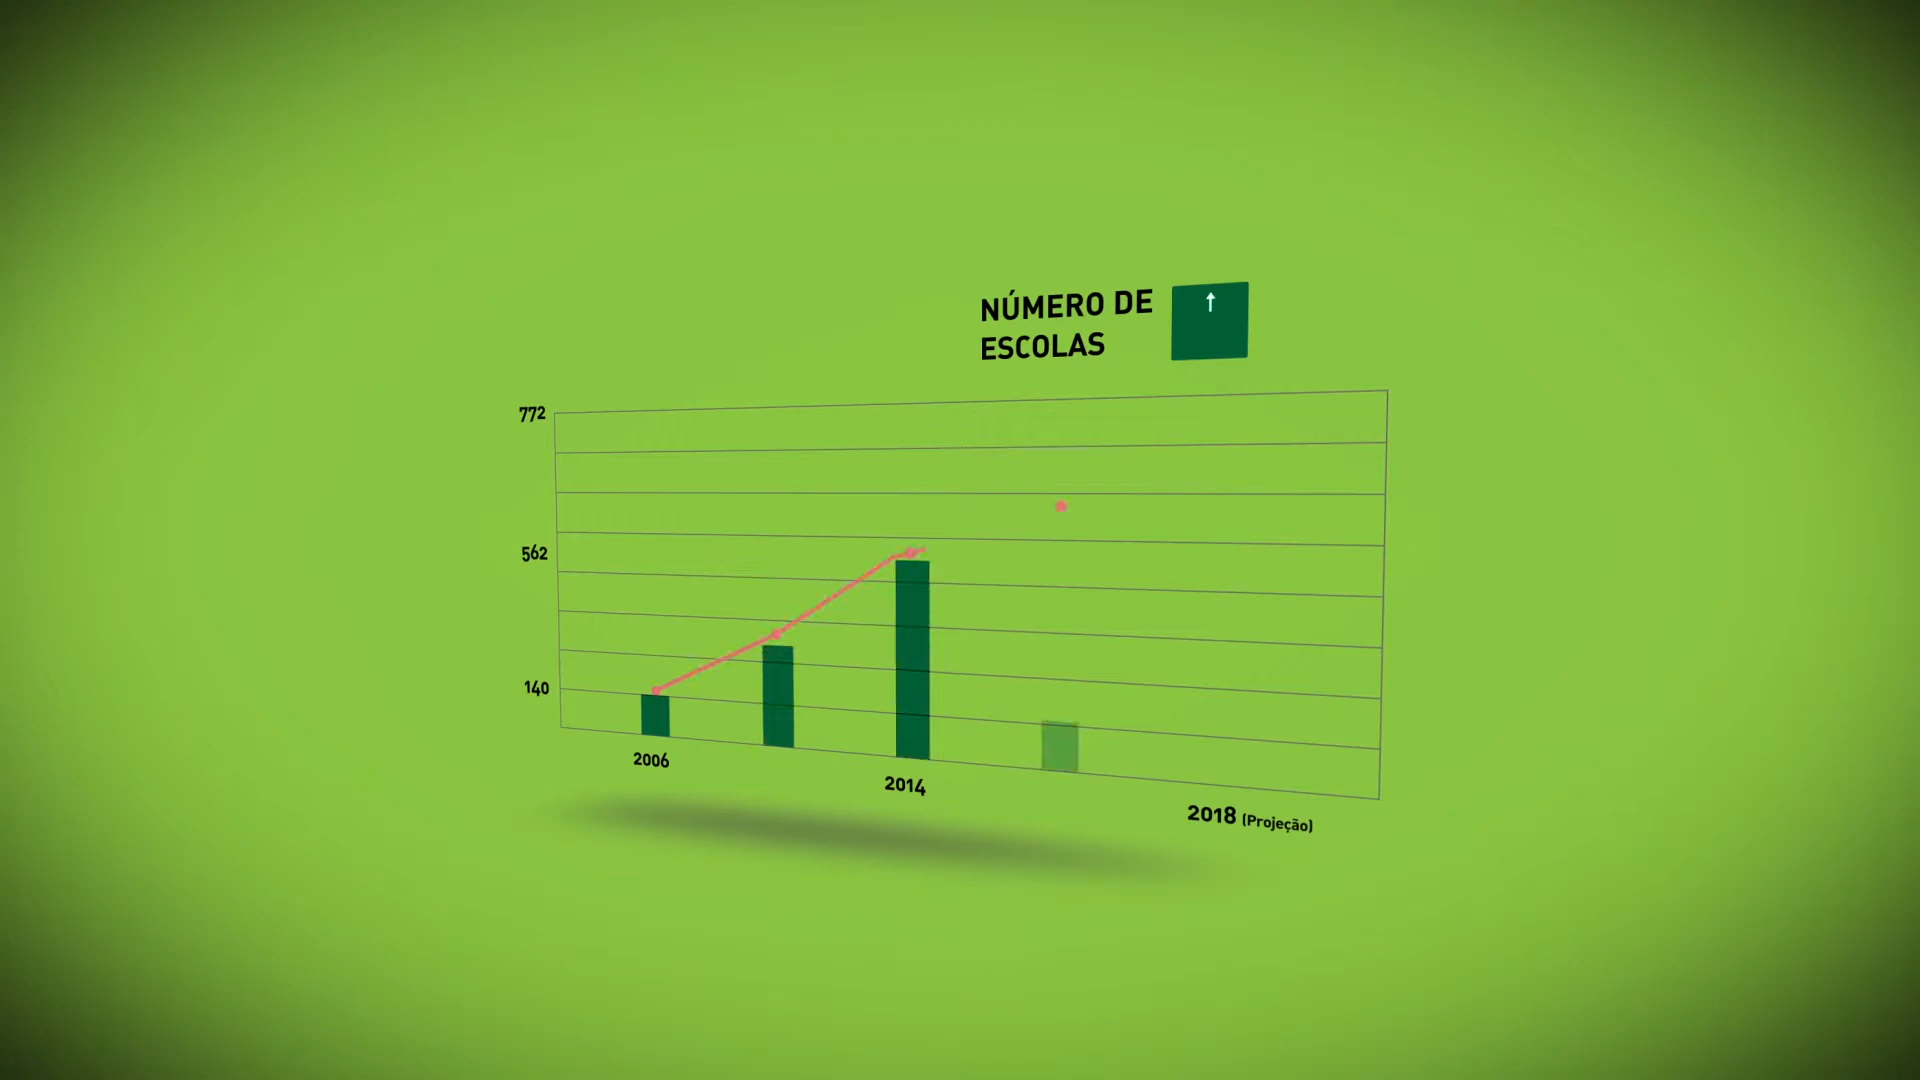 NÚMERO DE
ESCOLAS
↑
772
562
140
2006
2014
2018 (Projeção)